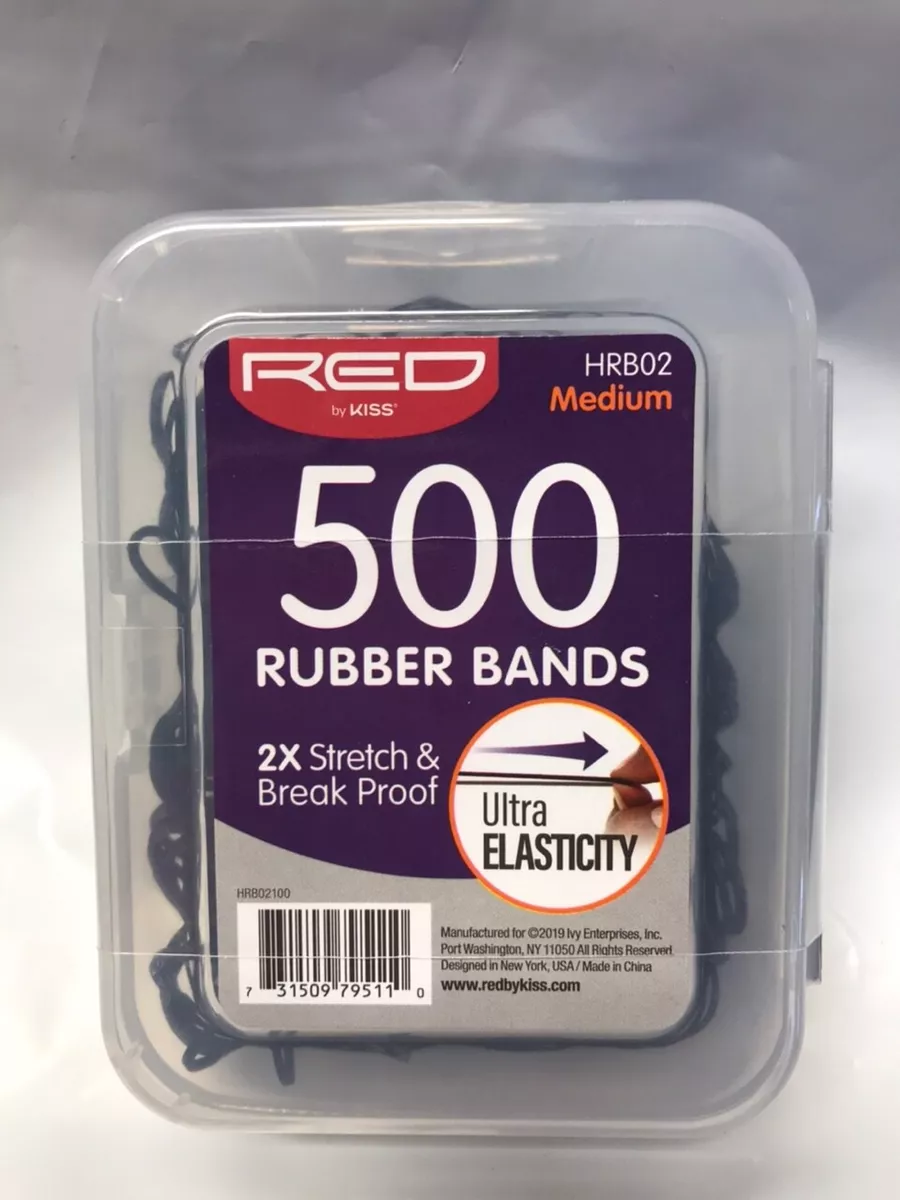 RED
by KISS®
HRB02
Medium
500
RUBBER BANDS
2X Stretch &
Break Proof
Ultra
ELASTICITY
HRB02100
7 31509 79511 0
Manufactured for ©2019 Ivy Enterprises, Inc.
Port Washington, NY 11050 All Rights Reserved.
Designed in New York, USA / Made in China
www.redbykiss.com